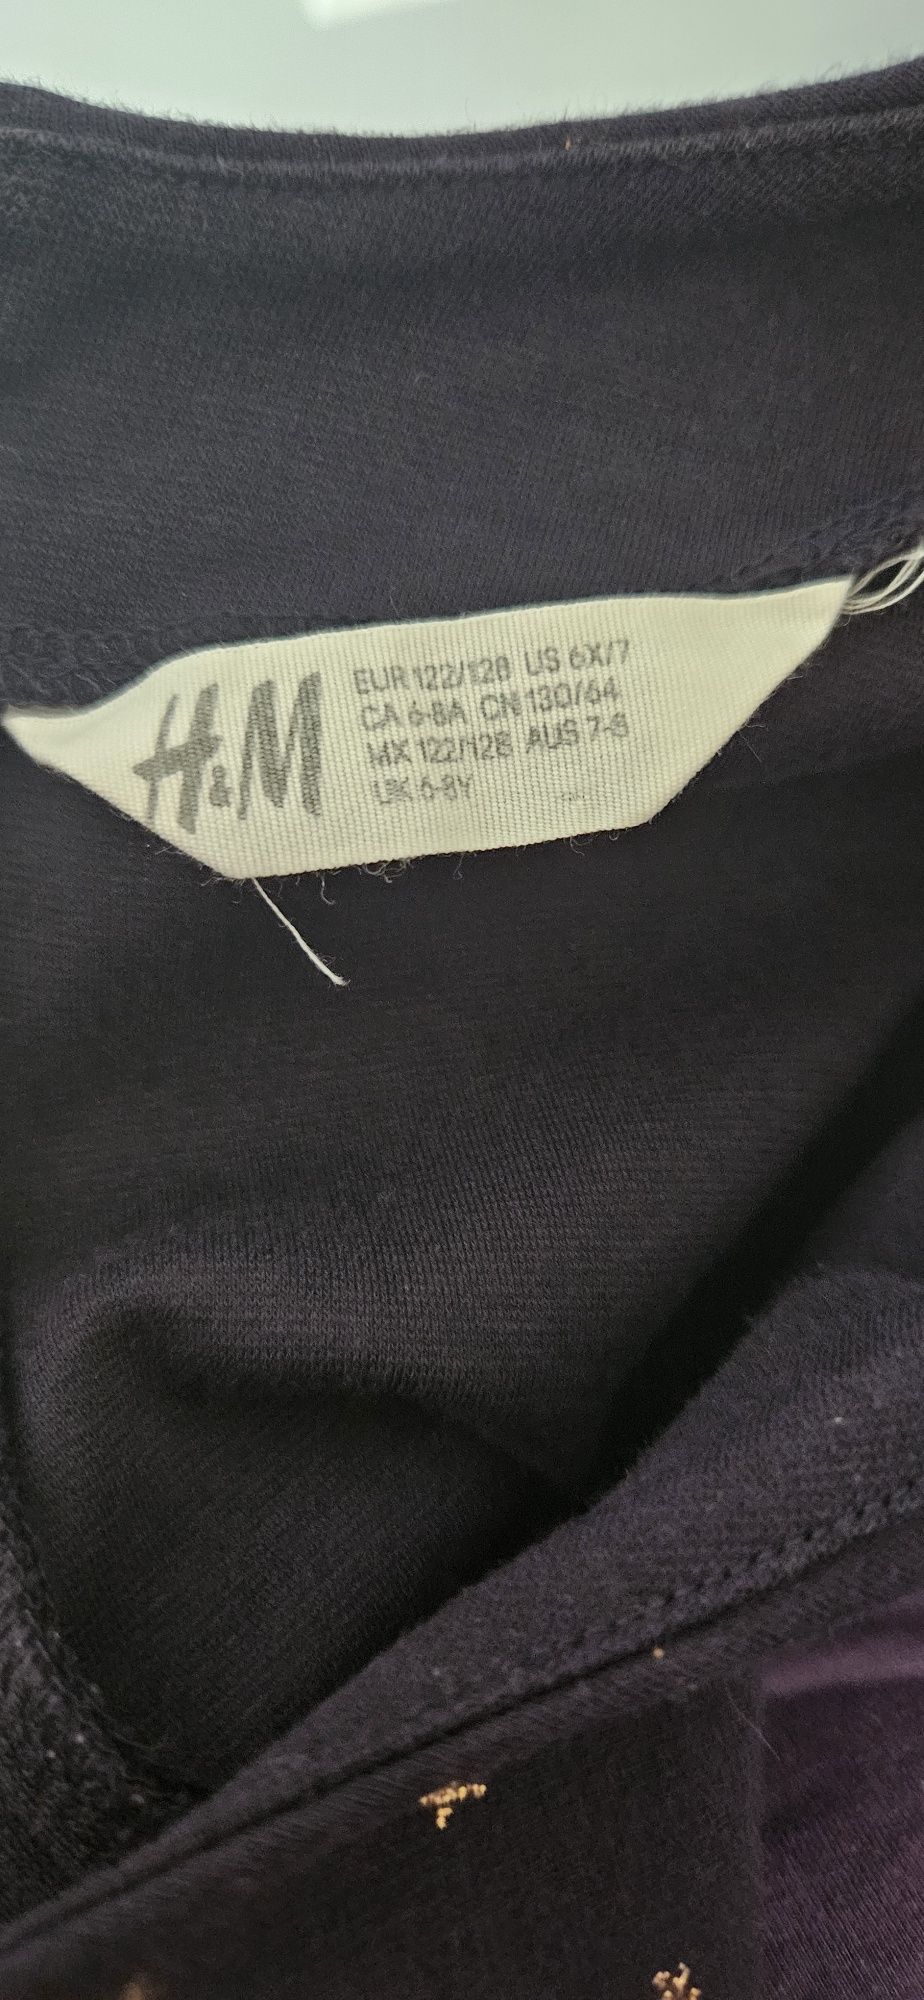 H&M
EUR 122/128 US 6X/7
CA 6-8A CN 130/64
MX 122/128 AUS 7-8
UK 6-8Y